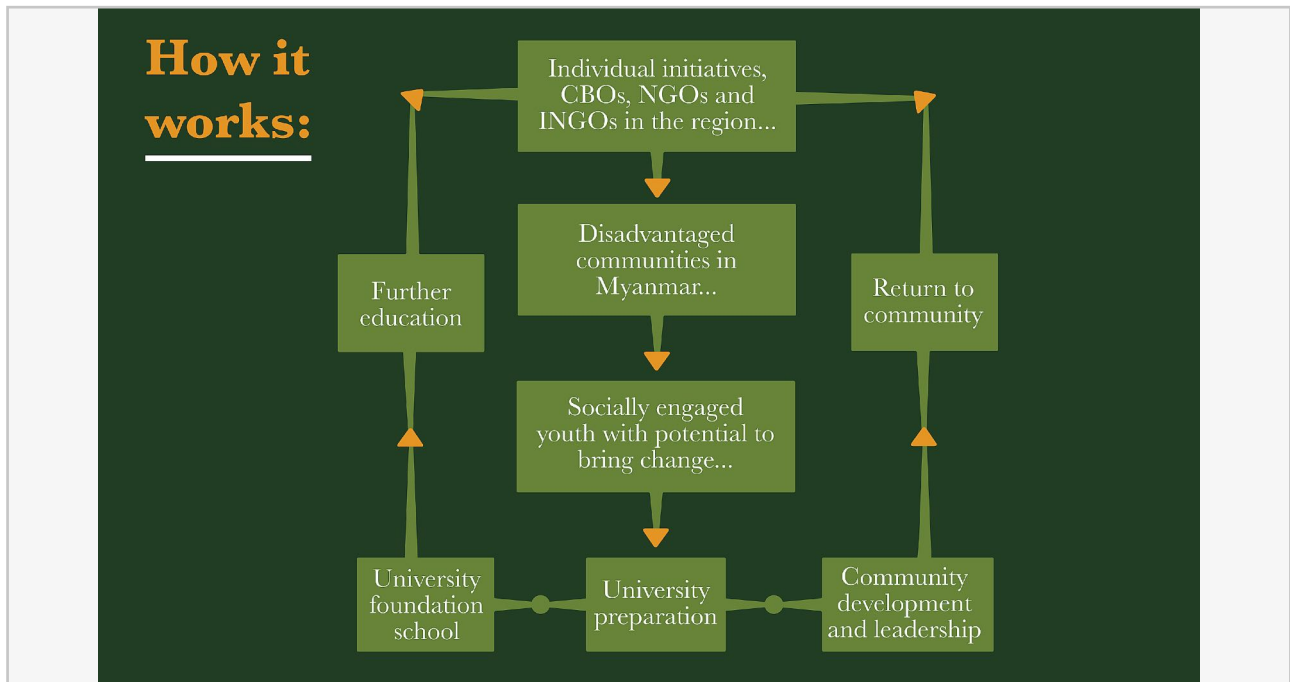 How it
works:
Individual initiatives,
CBOs, NGOs and
INGOs in the region...
Disadvantaged
communities in
Myanmar...
Further
education
Return to
community
Socially engaged
youth with potential to
bring change...
University
foundation
school
University
preparation
Community
development
and leadership